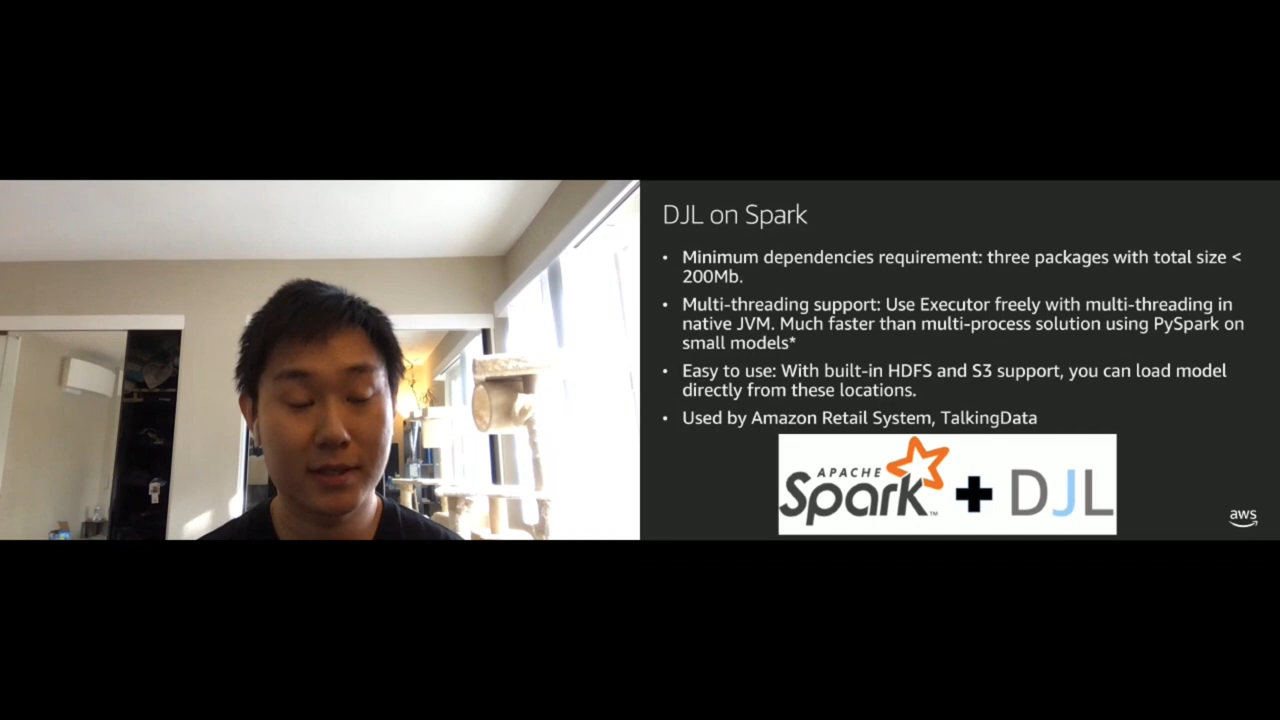 DJL on Spark
• Minimum dependencies requirement: three packages with total size <
200Mb.
• Multi-threading support: Use Executor freely with multi-threading in
native JVM. Much faster than multi-process solution using PySpark on
small models*
• Easy to use: With built-in HDFS and S3 support, you can load model
directly from these locations.
• Used by Amazon Retail System, TalkingData
APACHE
Spark™ + DJL
aws